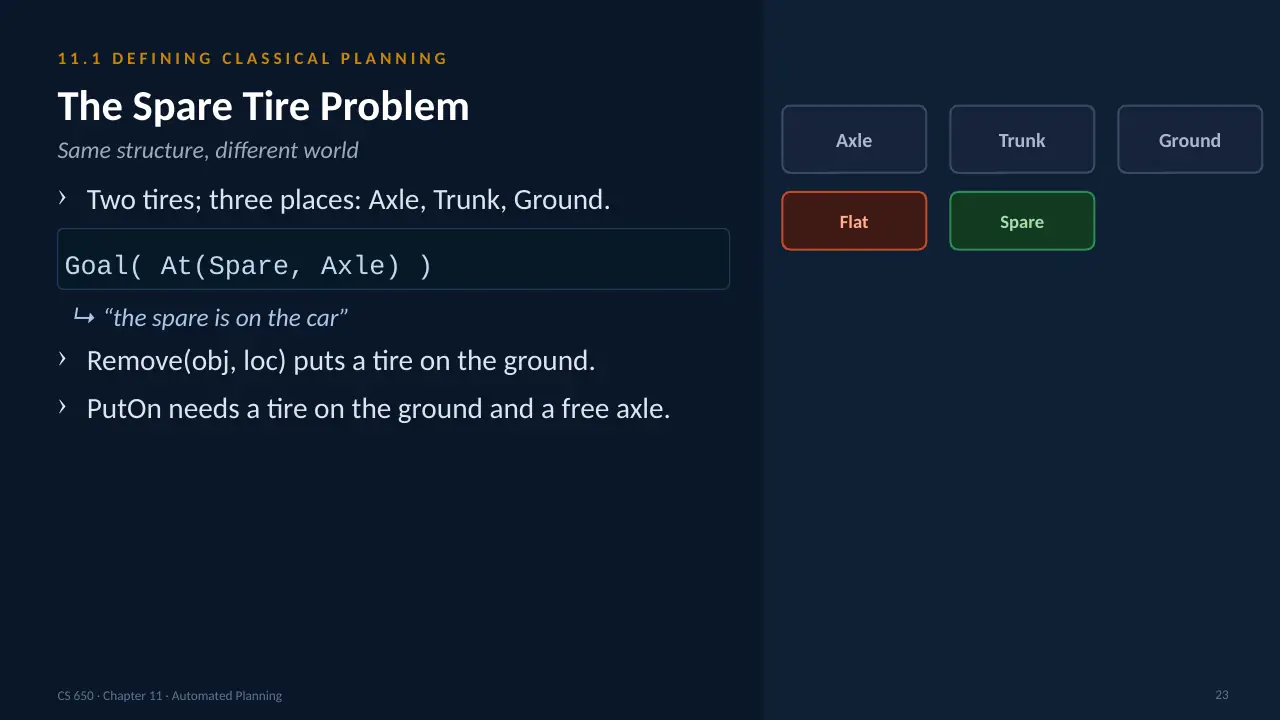 11.1 DEFINING CLASSICAL PLANNING
The Spare Tire Problem
Same structure, different world
› Two tires; three places: Axle, Trunk, Ground.
Goal( At(Spare, Axle) )
↳ “the spare is on the car”
› Remove(obj, loc) puts a tire on the ground.
› PutOn needs a tire on the ground and a free axle.
Axle Trunk Ground
Flat Spare
CS 650 · Chapter 11 · Automated Planning
23